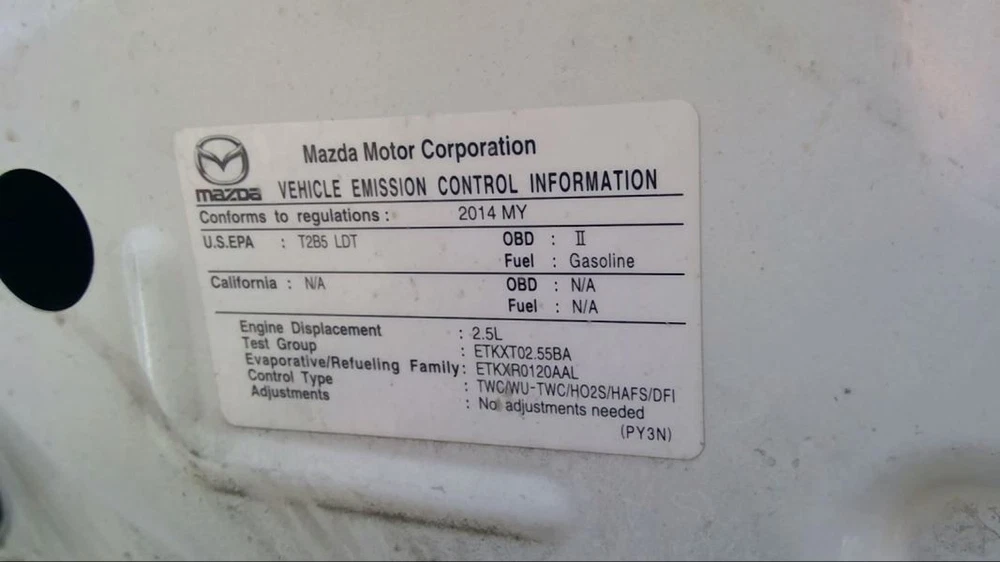 Mazda Motor Corporation
mazda VEHICLE EMISSION CONTROL INFORMATION
Conforms to regulations : 2014 MY
U.S.EPA : T2B5 LDT OBD : II
Fuel : Gasoline
California : N/A OBD : N/A
Fuel : N/A
Engine Displacement : 2.5L
Test Group : ETKXT02.55BA
Evaporative/Refueling Family : ETKXR0120AAL
Control Type : TWC/WU-TWC/HO2S/HAFS/DFI
Adjustments : No adjustments needed
(PY3N)